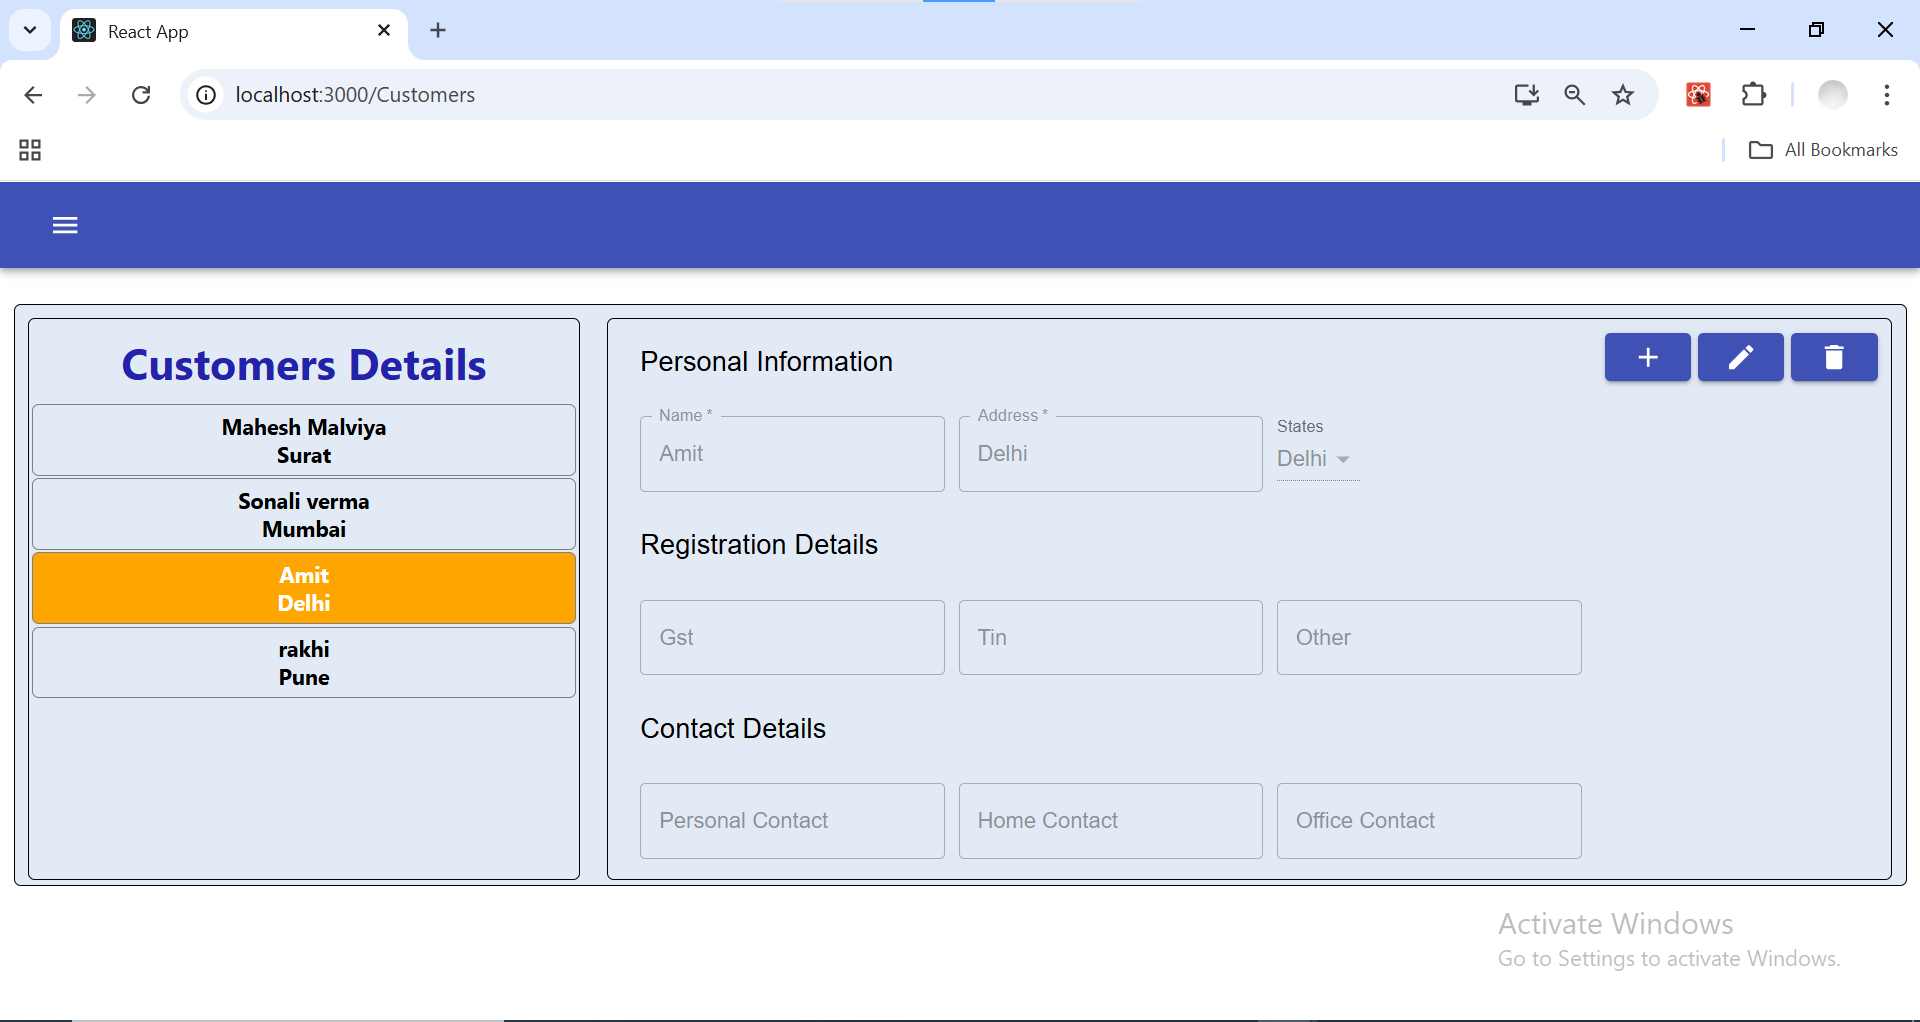 React App
localhost:3000/Customers
All Bookmarks
Customers Details
Mahesh Malviya
Surat
Sonali verma
Mumbai
Amit
Delhi
rakhi
Pune
Personal Information
Name *
Amit
Address *
Delhi
States
Delhi
Registration Details
Gst
Tin
Other
Contact Details
Personal Contact
Home Contact
Office Contact
Activate Windows
Go to Settings to activate Windows.